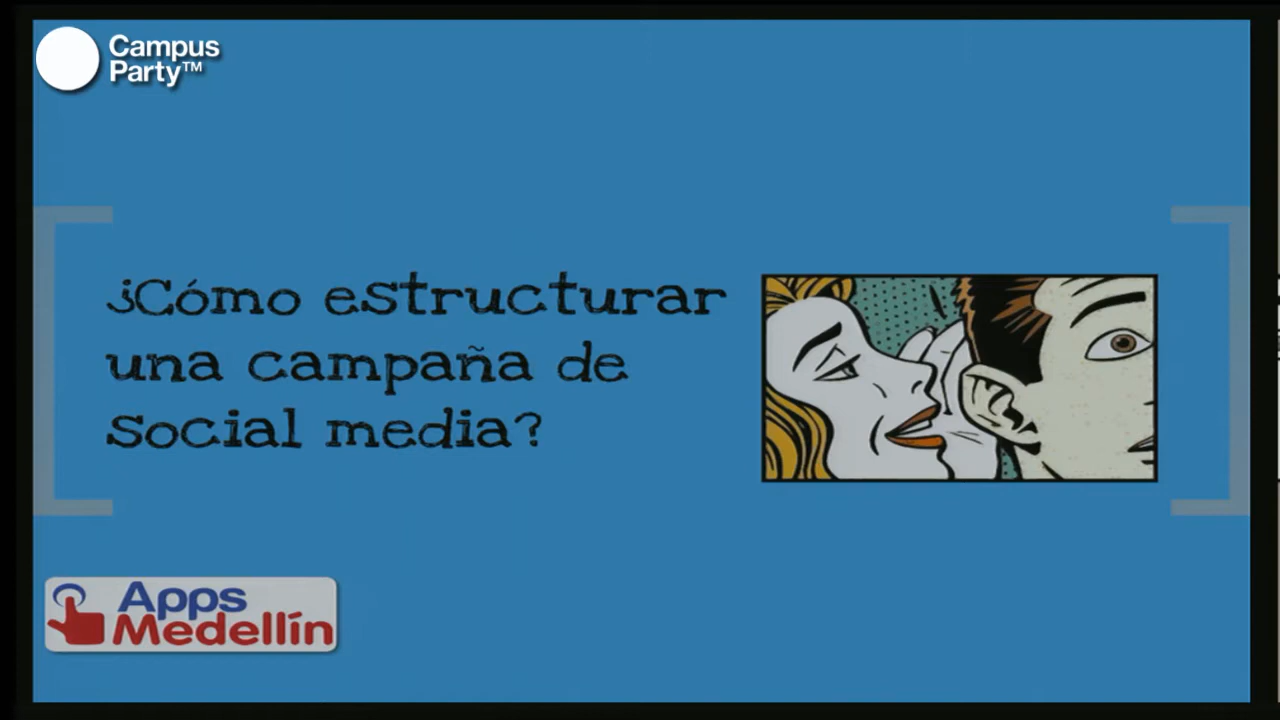 Campus
Party™
¿Cómo estructurar
una campaña de
social media?
Apps
Medellín